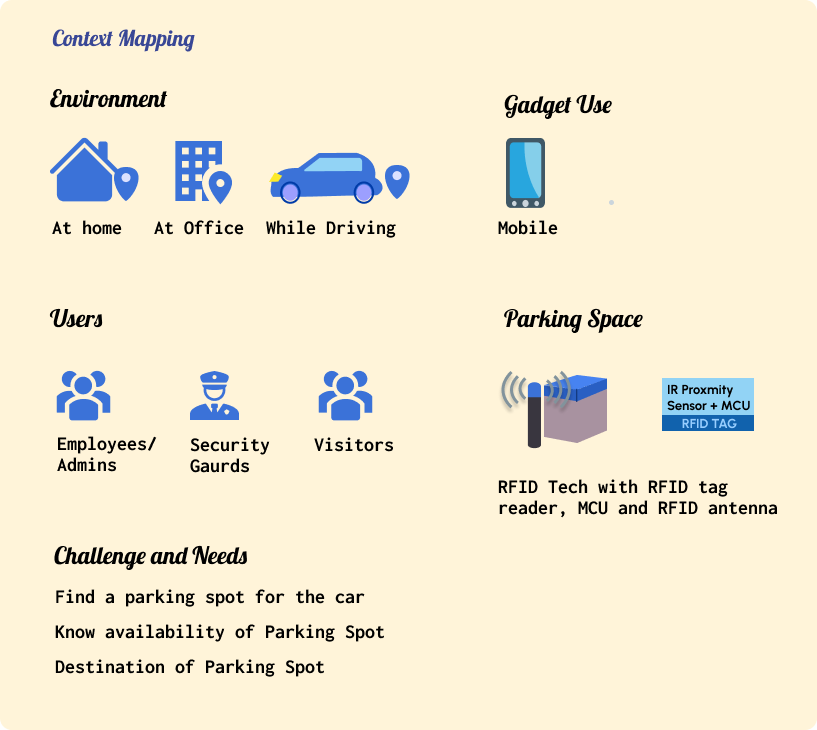 Context Mapping
Environment
At home
At Office
While Driving
Gadget Use
Mobile
Users
Employees/
Admins
Security
Gaurds
Visitors
Parking Space
IR Proxmity
Sensor + MCU
RFID TAG
RFID Tech with RFID tag
reader, MCU and RFID antenna
Challenge and Needs
Find a parking spot for the car
Know availability of Parking Spot
Destination of Parking Spot